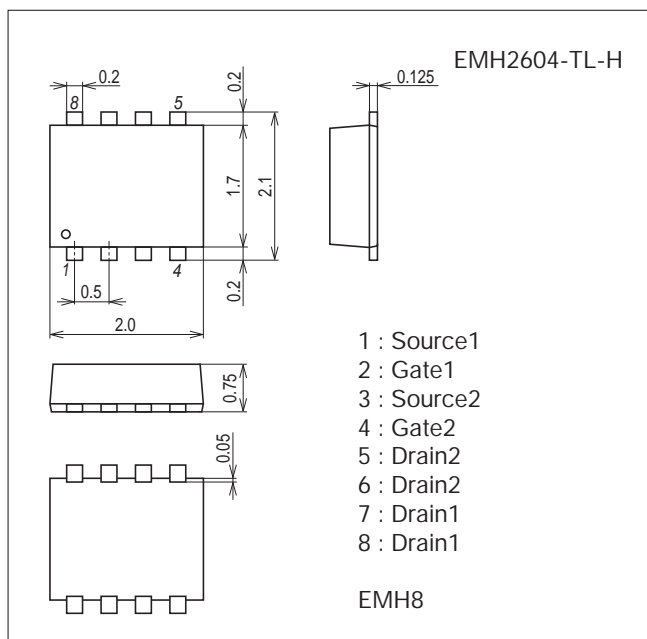 EMH2604-TL-H
0.2
0.2
0.125
8
5
1.7
2.1
1
4
0.5
0.2
2.0
0.75
0.05
1 : Source1
2 : Gate1
3 : Source2
4 : Gate2
5 : Drain2
6 : Drain2
7 : Drain1
8 : Drain1
EMH8